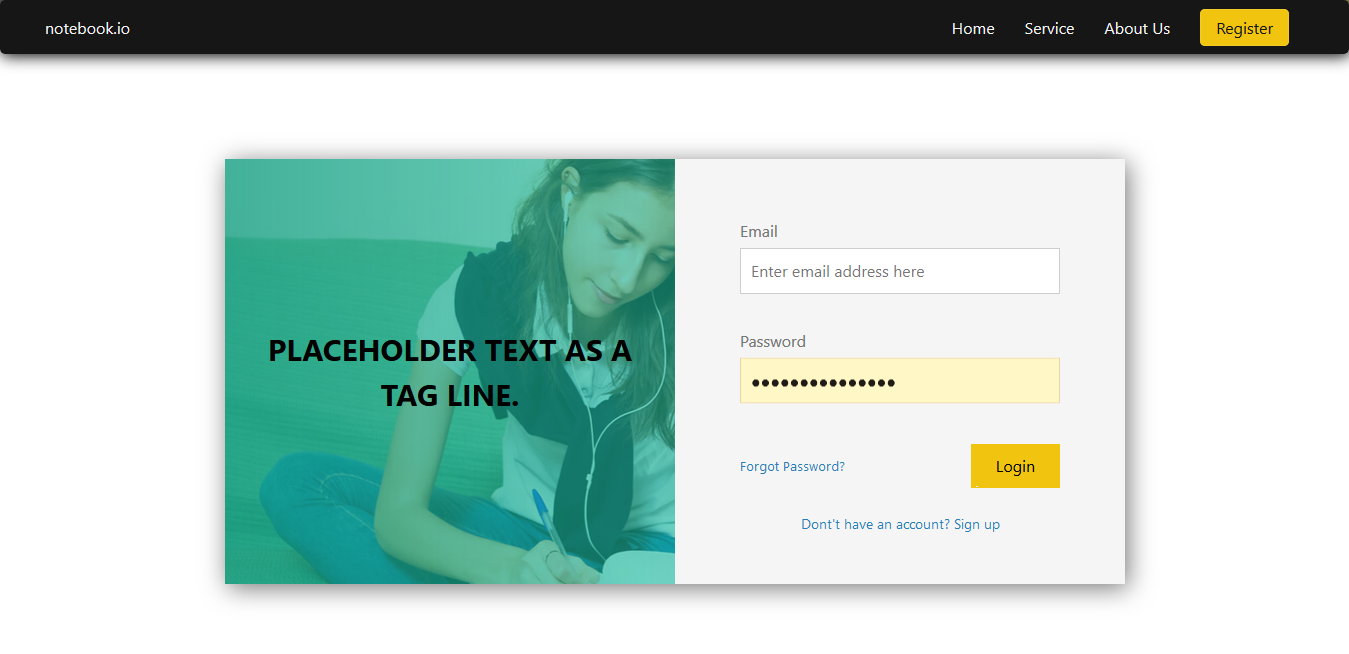 notebook.io
Home
Service
About Us
Register
PLACEHOLDER TEXT AS A
TAG LINE.
Email
Enter email address here
Password
●●●●●●●●●●●●●●●
Forgot Password?
Login
Dont't have an account? Sign up